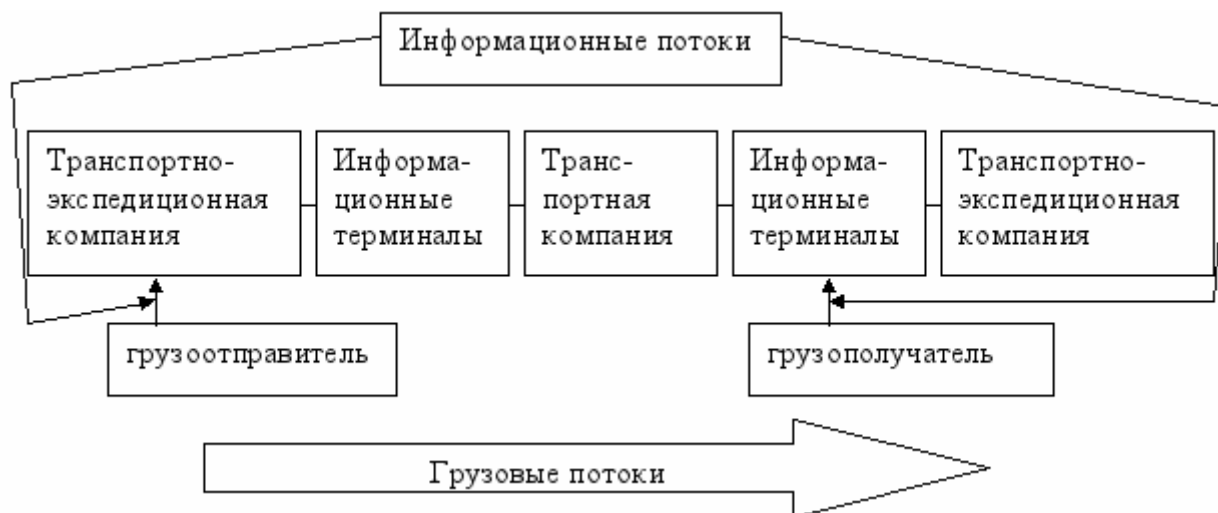 Информационные потоки
Транспортно-
экспедиционная
компания
Информа-
ционные
терминалы
Транс-
портная
компания
Информа-
ционные
терминалы
Транспортно-
экспедиционная
компания
грузоотправитель
грузополучатель
Грузовые потоки